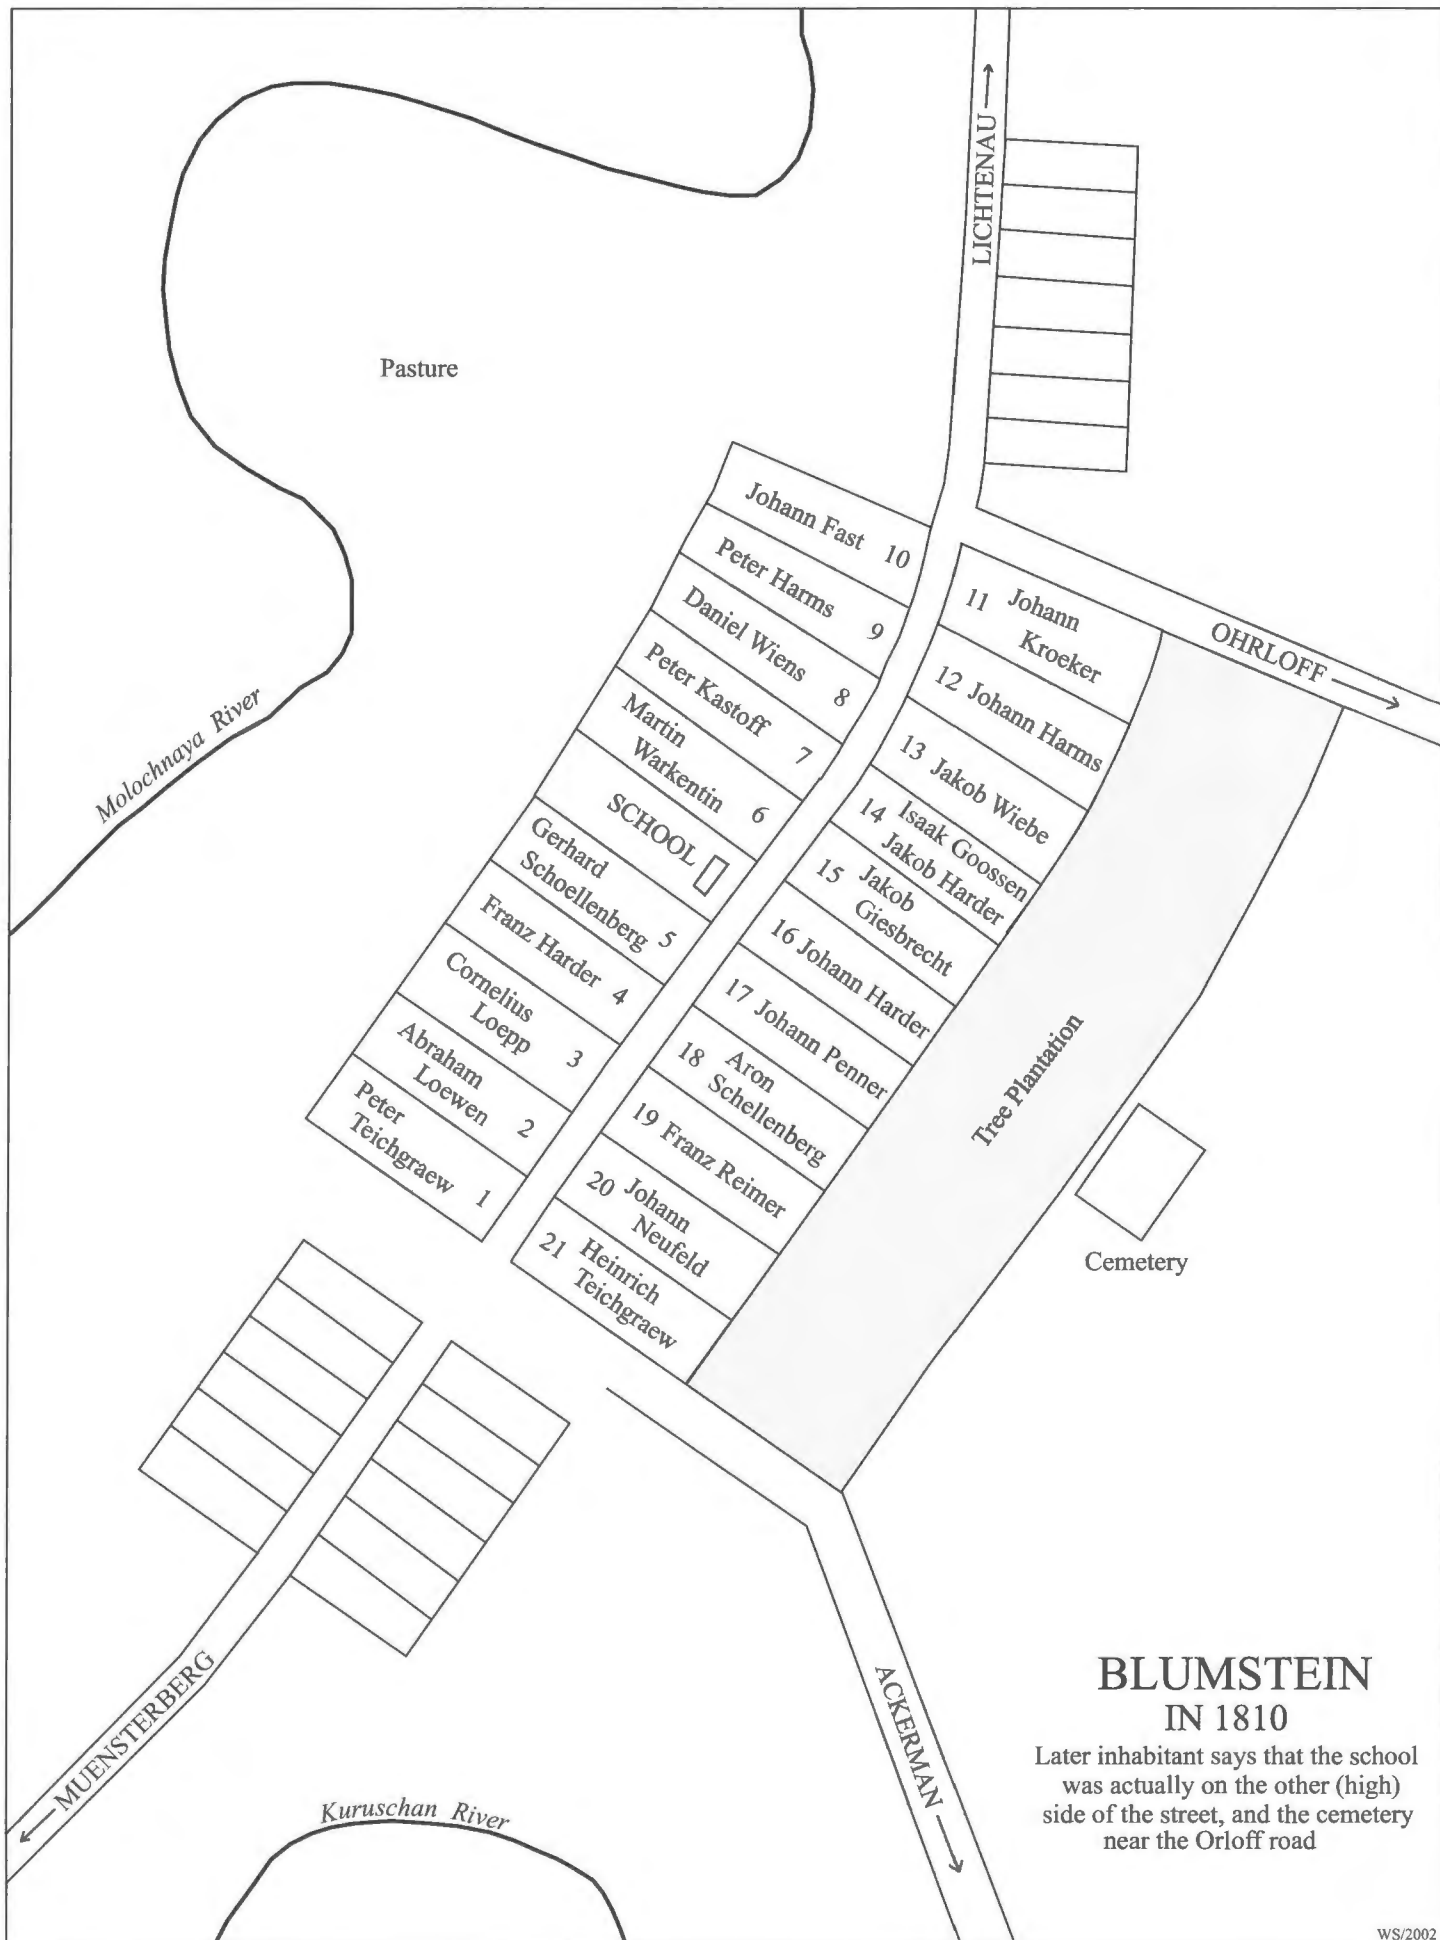 LICHTENAU
Pasture
Johann Fast 10
Peter Harms 9
Daniel Wiens 8
Peter Kastoff 7
Martin
Warkentin 6
SCHOOL
Gerhard
Schoellenberg 5
Franz Harder 4
Cornelius
Loepp 3
Abraham
Loewen 2
Peter
Teichgraew 1
11 Johann
Kroeker
12 Johann Harms
13 Jakob Wiebe
14 Isaak Goossen
Jakob Harder
15 Jakob
Giesbrecht
16 Johann Harder
17 Johann Penner
18 Aron
Schellenberg
19 Franz Reimer
20 Johann
Neufeld
21 Heinrich
Teichgraew
OHRLOFF
Molochnaya River
Tree Plantation
Cemetery
MUENSTERBERG
ACKERMAN
Kuruschan River
BLUMSTEIN
IN 1810
Later inhabitant says that the school
was actually on the other (high)
side of the street, and the cemetery
near the Orloff road
WS/2002